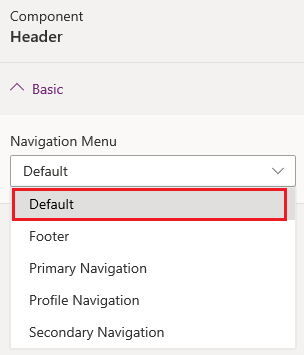 Component
Header
Basic
Navigation Menu
Default
Default
Footer
Primary Navigation
Profile Navigation
Secondary Navigation